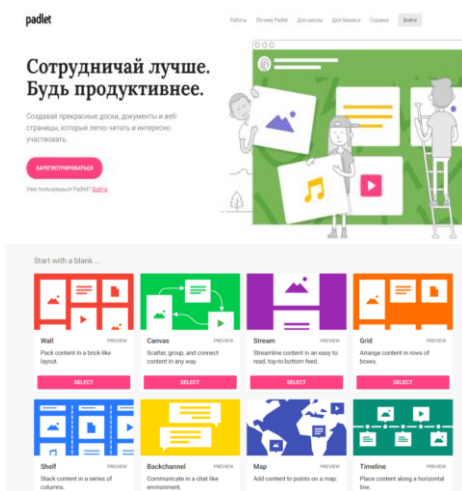 padlet
Работы Почему Padlet Для школы Для бизнеса Справка Войти
Сотрудничай лучше.
Будь продуктивнее.
Создавай прекрасные доски, документы и веб-
страницы, которые легко читать и интересно
участвовать.
ЗАРЕГИСТРИРОВАТЬСЯ
Уже пользуешься Padlet? Войти
Start with a blank ...
Wall PREVIEW
Pack content in a brick-like
layout.
SELECT
Canvas PREVIEW
Scatter, group, and connect
content in any way.
SELECT
Stream PREVIEW
Streamline content in an easy to
read, top-to-bottom feed.
SELECT
Grid PREVIEW
Arrange content in rows of
boxes.
SELECT
Shelf PREVIEW
Stack content in a series of
columns.
Backchannel PREVIEW
Communicate in a chat like
environment.
Map PREVIEW
Add content to points on a map.
Timeline PREVIEW
Place content along a horizontal
line.